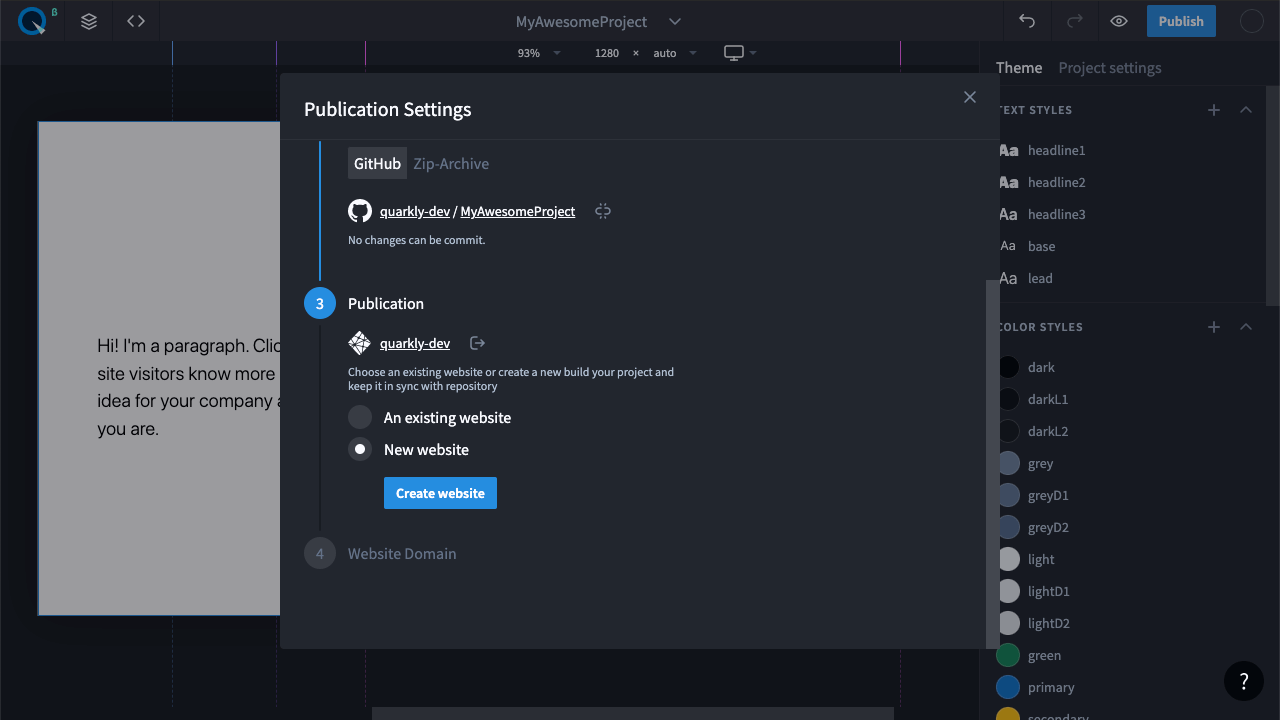 β
MyAwesomeProject
Publish
93%
1280 × auto
Theme Project settings
Publication Settings
TEXT STYLES
GitHub Zip-Archive
Aa headline1
Aa headline2
quarkly-dev / MyAwesomeProject
Aa headline3
No changes can be commit.
Aa base
Aa lead
3 Publication
COLOR STYLES
quarkly-dev
Hi! I'm a paragraph. Clic
Choose an existing website or create a new build your project and
keep it in sync with repository
site visitors know more
idea for your company a
you are.
An existing website
New website
Create website
4 Website Domain
dark
darkL1
darkL2
grey
greyD1
greyD2
light
lightD1
lightD2
green
primary
secondary
?